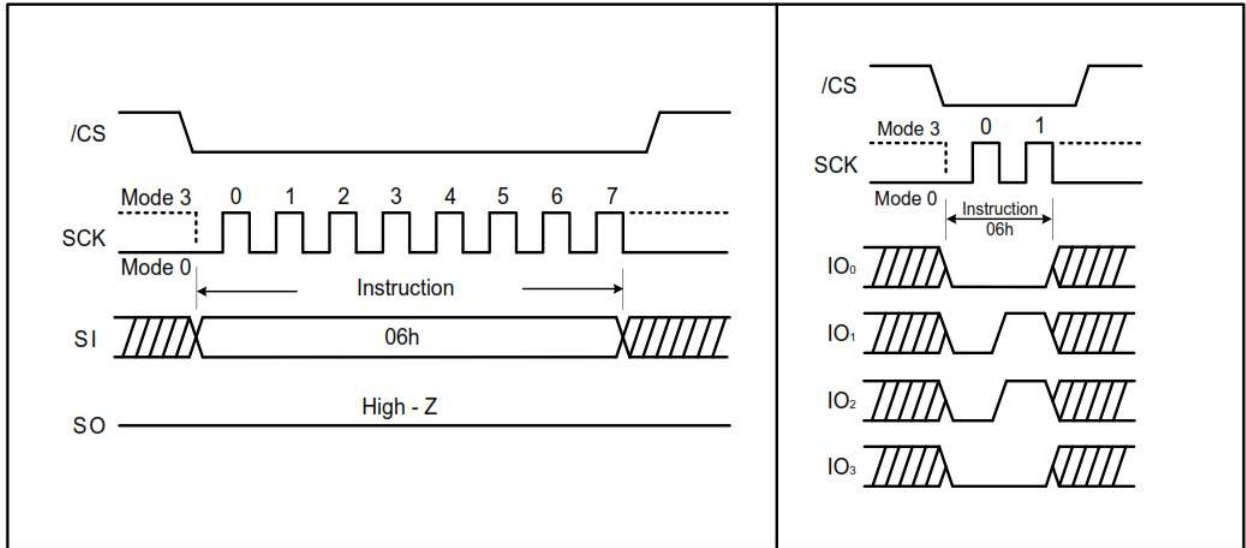 /CS
Mode 3 0 1 2 3 4 5 6 7
SCK
Mode 0
Instruction
SI 06h
High - Z
SO
/CS
Mode 3 0 1
SCK
Mode 0
Instruction
06h
IO₀
IO₁
IO₂
IO₃